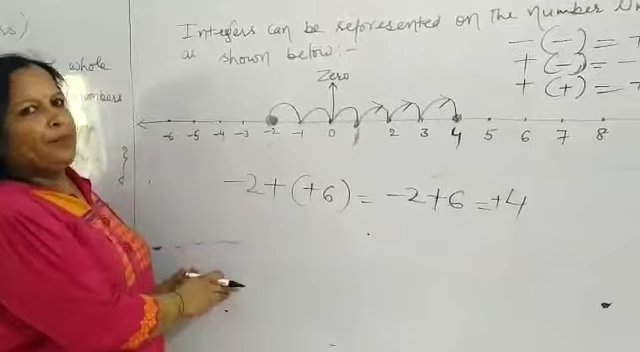 Integers can be represented on the number
as shown below:-
- (-) = +
+ (-) = -
+ (+) = +
whole
numbers
Zero
-6 -5 -4 -3 -2 -1 0 1 2 3 4 5 6 7 8
-2+(+6) = -2+6 = +4